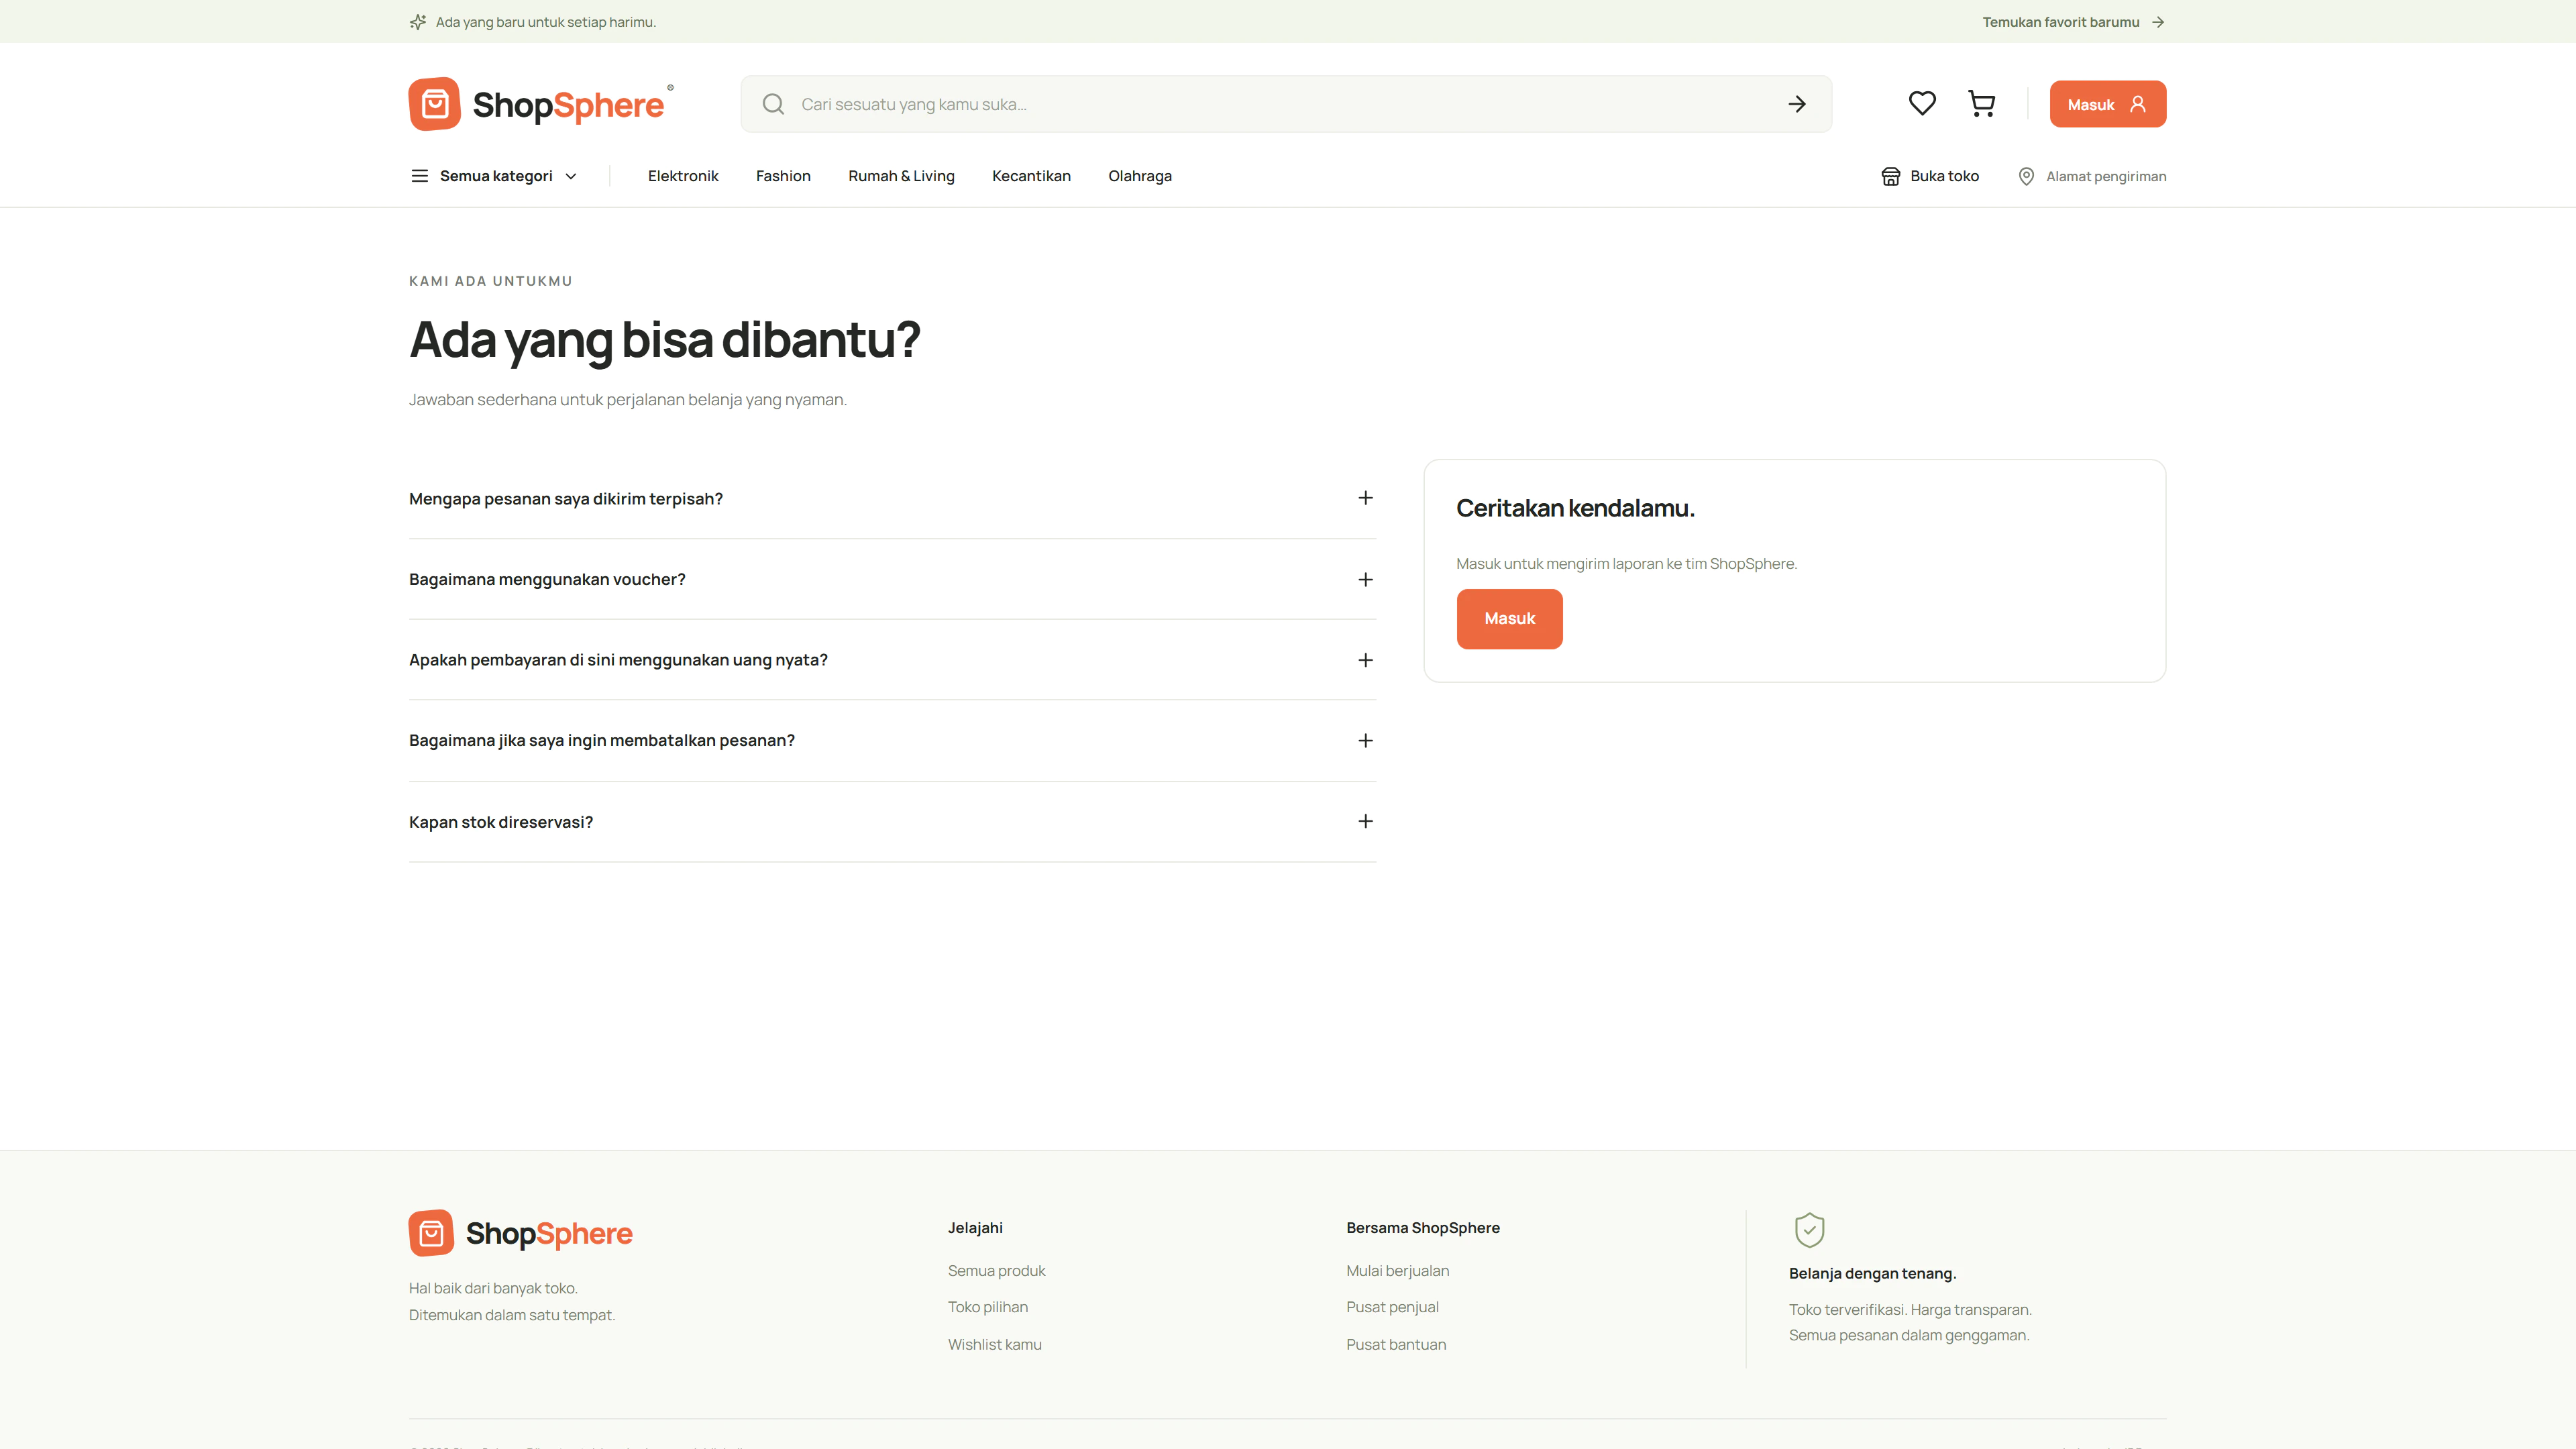 Ada yang baru untuk setiap harimu.
Temukan favorit barumu
ShopSphere
Cari sesuatu yang kamu suka...
Masuk
Semua kategori
Elektronik
Fashion
Rumah & Living
Kecantikan
Olahraga
Buka toko
Alamat pengiriman
KAMI ADA UNTUKMU
Ada yang bisa dibantu?
Jawaban sederhana untuk perjalanan belanja yang nyaman.
Mengapa pesanan saya dikirim terpisah?
Bagaimana menggunakan voucher?
Apakah pembayaran di sini menggunakan uang nyata?
Bagaimana jika saya ingin membatalkan pesanan?
Kapan stok direservasi?
Ceritakan kendalamu.
Masuk untuk mengirim laporan ke tim ShopSphere.
Masuk
ShopSphere
Hal baik dari banyak toko.
Ditemukan dalam satu tempat.
Jelajahi
Semua produk
Toko pilihan
Wishlist kamu
Bersama ShopSphere
Mulai berjualan
Pusat penjual
Pusat bantuan
Belanja dengan tenang.
Toko terverifikasi. Harga transparan.
Semua pesanan dalam genggaman.